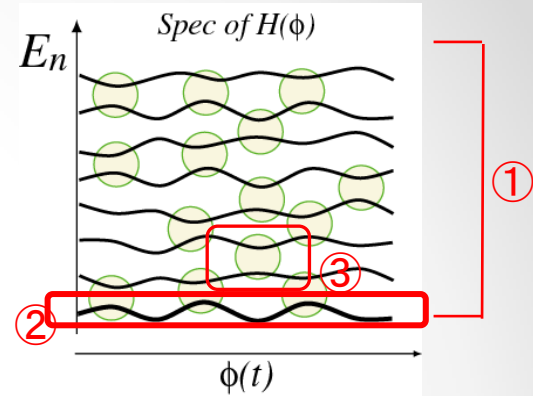 Spec of H(ϕ)
Eₙ
①
③
②
ϕ(t)